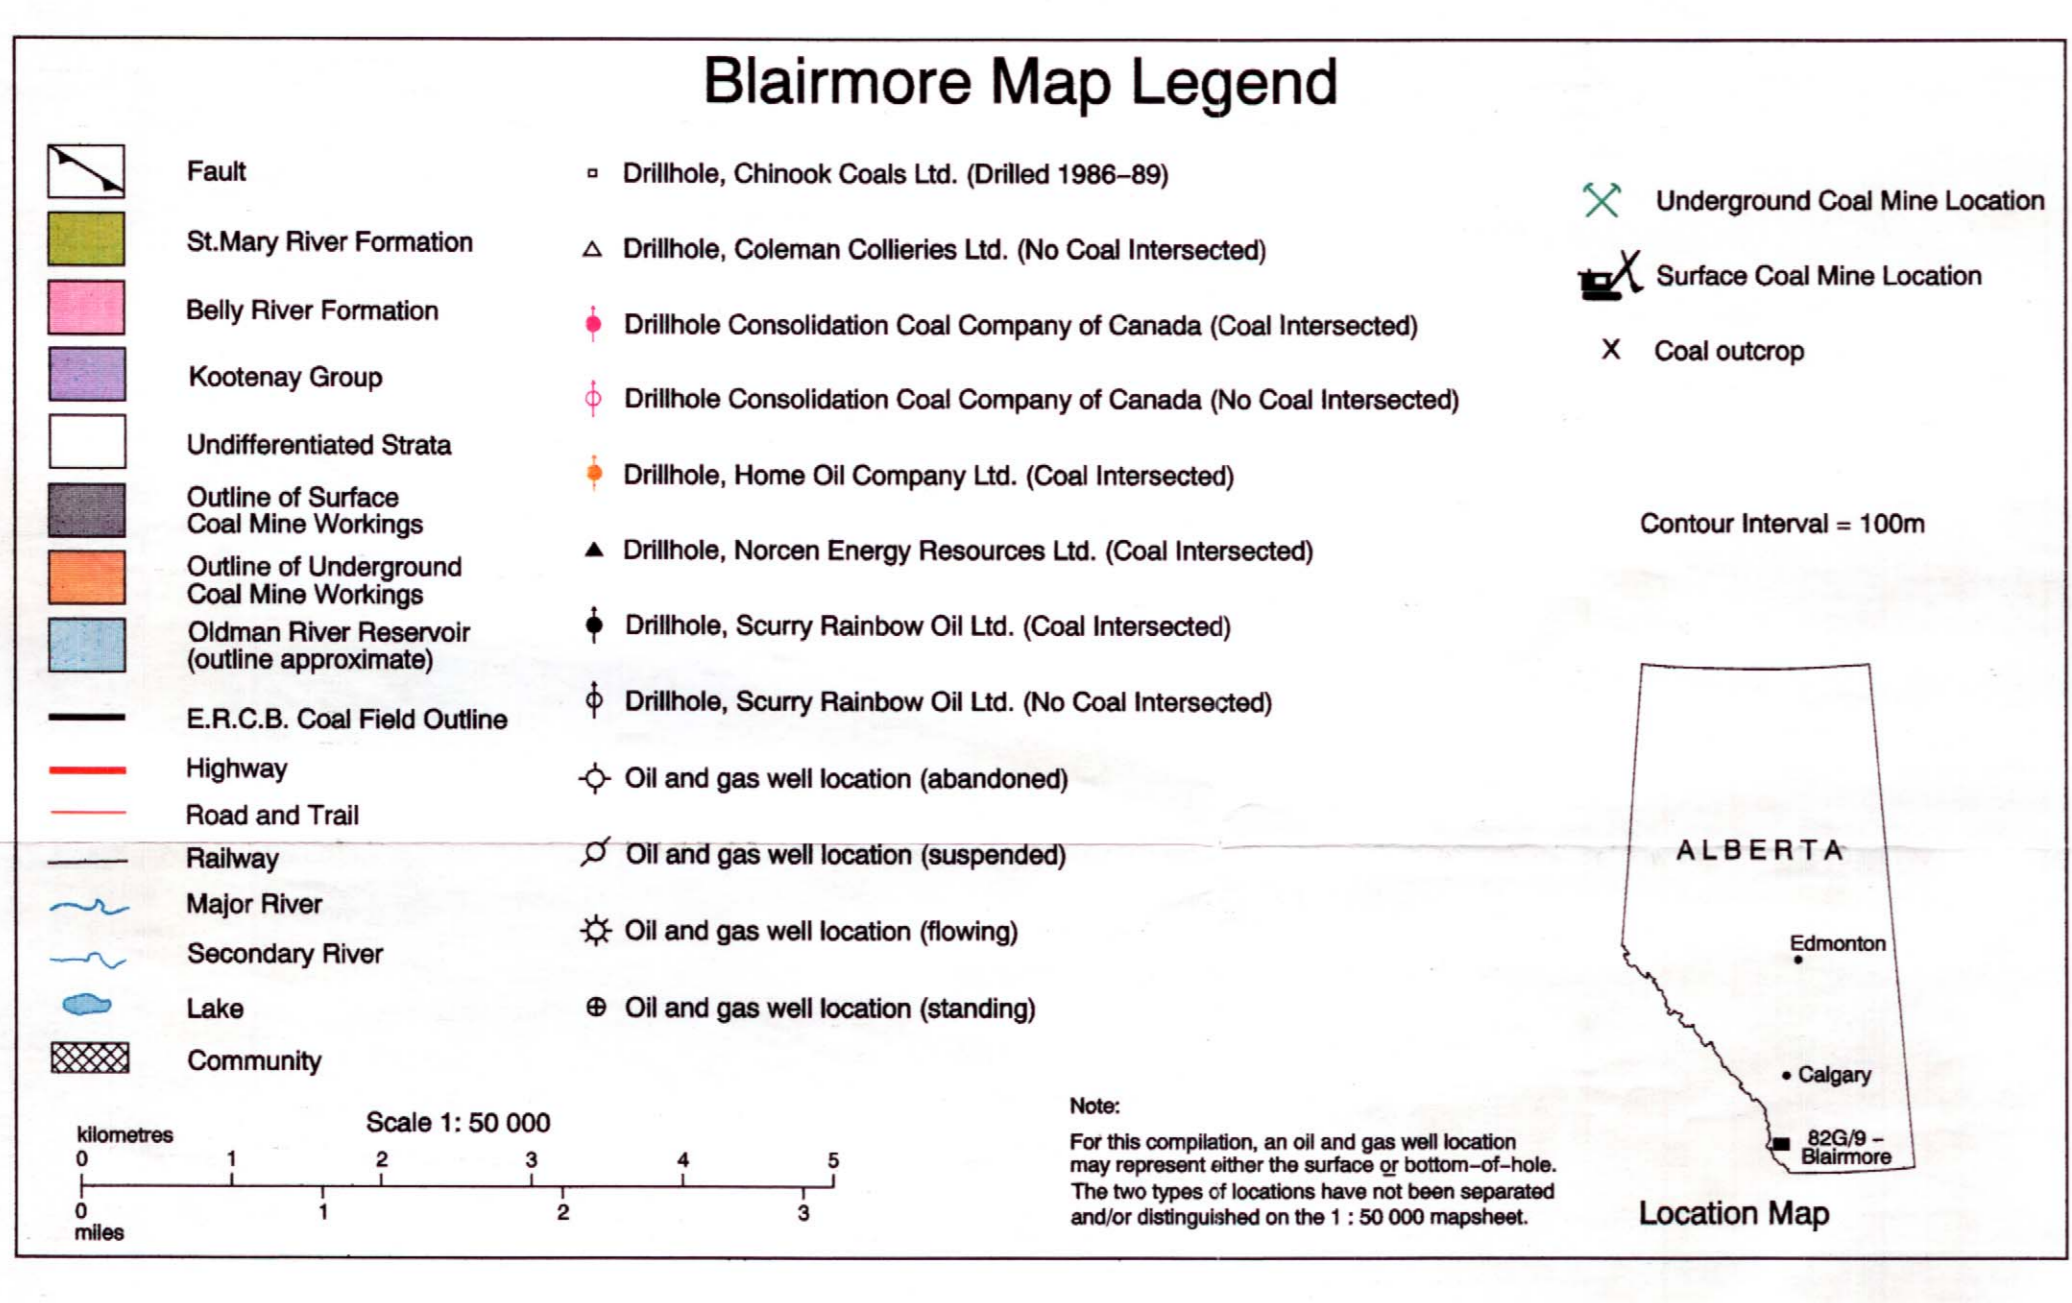 Blairmore Map Legend
Fault
St.Mary River Formation
Belly River Formation
Kootenay Group
Undifferentiated Strata
Outline of Surface
Coal Mine Workings
Outline of Underground
Coal Mine Workings
Oldman River Reservoir
(outline approximate)
E.R.C.B. Coal Field Outline
Highway
Road and Trail
Railway
Major River
Secondary River
Lake
Community
Drillhole, Chinook Coals Ltd. (Drilled 1986–89)
Drillhole, Coleman Collieries Ltd. (No Coal Intersected)
Drillhole Consolidation Coal Company of Canada (Coal Intersected)
Drillhole Consolidation Coal Company of Canada (No Coal Intersected)
Drillhole, Home Oil Company Ltd. (Coal Intersected)
Drillhole, Norcen Energy Resources Ltd. (Coal Intersected)
Drillhole, Scurry Rainbow Oil Ltd. (Coal Intersected)
Drillhole, Scurry Rainbow Oil Ltd. (No Coal Intersected)
Oil and gas well location (abandoned)
Oil and gas well location (suspended)
Oil and gas well location (flowing)
Oil and gas well location (standing)
Underground Coal Mine Location
Surface Coal Mine Location
Coal outcrop
Contour Interval = 100m
ALBERTA
Edmonton
Calgary
82G/9 –
Blairmore
Location Map
Scale 1: 50 000
kilometres
0 1 2 3 4 5
0 1 2 3
miles
Note:
For this compilation, an oil and gas well location
may represent either the surface or bottom–of–hole.
The two types of locations have not been separated
and/or distinguished on the 1 : 50 000 mapsheet.